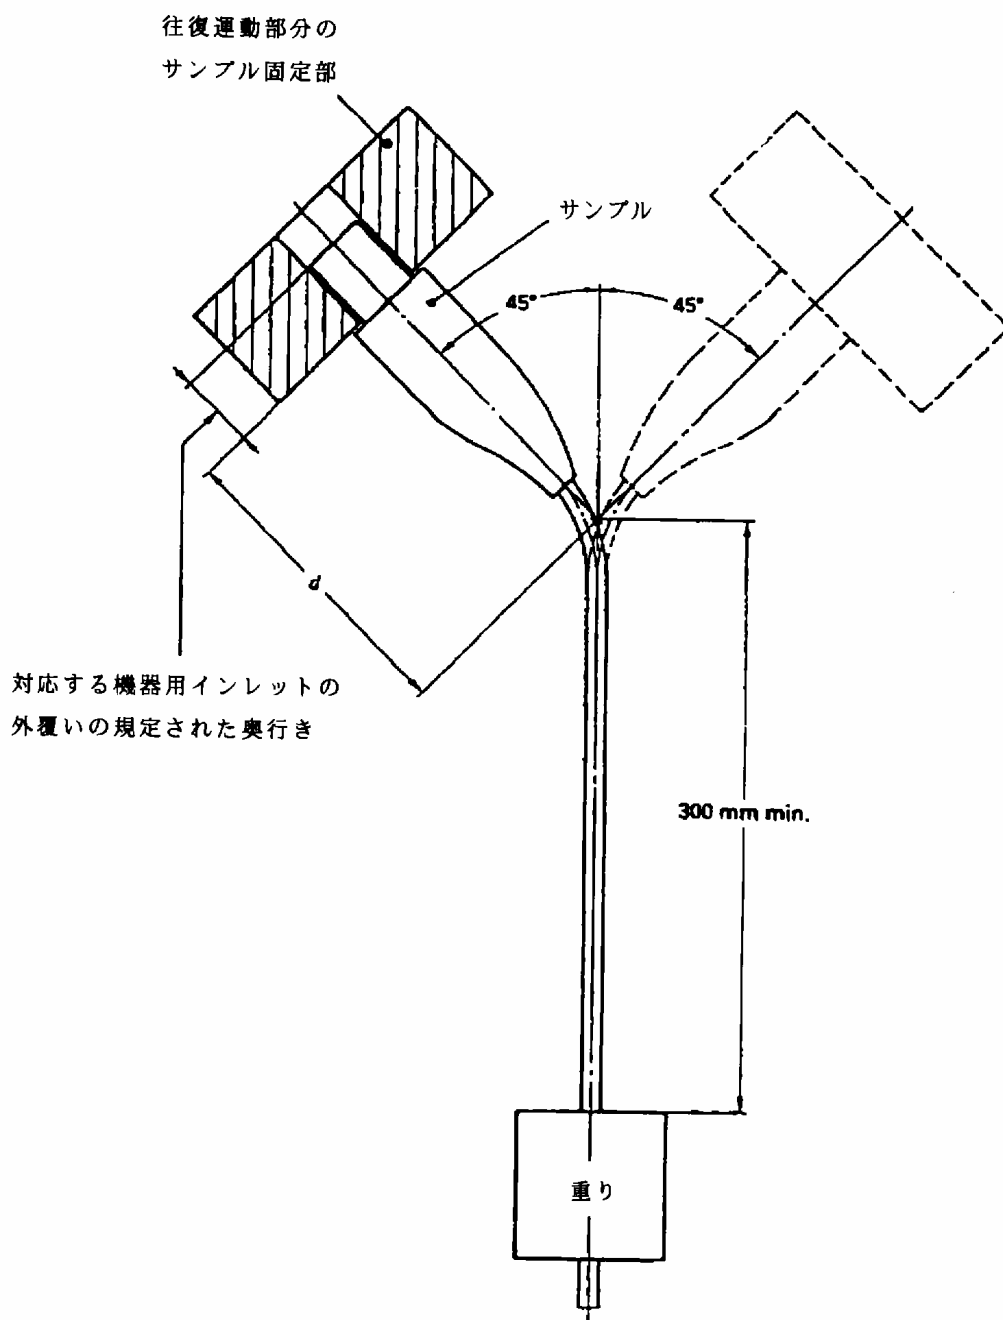 往復運動部分の
サンプル固定部
サンプル
45°
45°
d
対応する機器用インレットの
外覆いの規定された奥行き
300 mm min.
重り